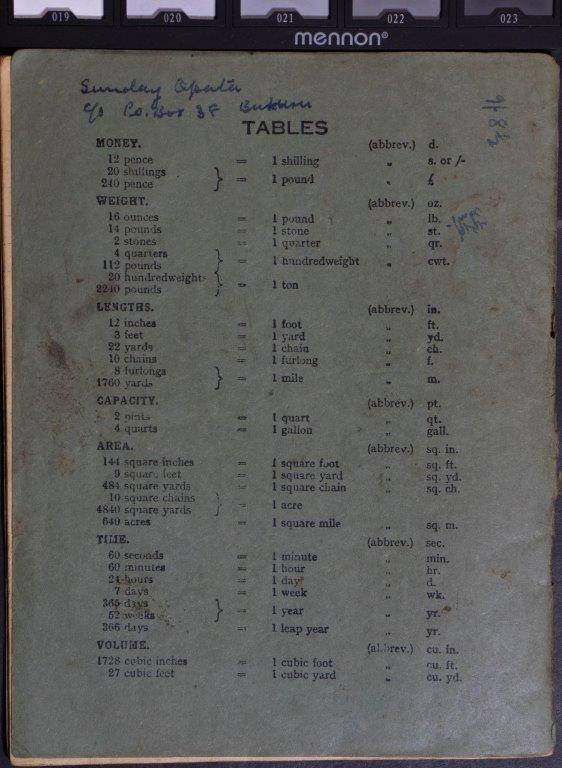 019 020 021 022 023
mennon®
Sunday Opata
c/o P.O. Box 38 Bukuru
TABLES
MONEY. (abbrev.) d.
12 pence = 1 shilling „ s. or /-
20 shillings
240 pence } = 1 pound „ £
WEIGHT. (abbrev.) oz.
16 ounces = 1 pound „ lb.
14 pounds = 1 stone „ st.
2 stones = 1 quarter „ qr.
4 quarters
112 pounds } = 1 hundredweight „ cwt.
20 hundredweights
2240 pounds } = 1 ton
LENGTHS. (abbrev.) in.
12 inches = 1 foot „ ft.
3 feet = 1 yard „ yd.
22 yards = 1 chain „ ch.
10 chains = 1 furlong „ f.
8 furlongs
1760 yards } = 1 mile „ m.
CAPACITY. (abbrev.) pt.
2 pints = 1 quart „ qt.
4 quarts = 1 gallon „ gall.
AREA. (abbrev.) sq. in.
144 square inches = 1 square foot „ sq. ft.
9 square feet = 1 square yard „ sq. yd.
484 square yards = 1 square chain „ sq. ch.
10 square chains
4840 square yards } = 1 acre
640 acres = 1 square mile „ sq. m.
TIME. (abbrev.) sec.
60 seconds = 1 minute „ min.
60 minutes = 1 hour „ hr.
24 hours = 1 day „ d.
7 days = 1 week „ wk.
365 days
52 weeks } = 1 year „ yr.
366 days = 1 leap year „ yr.
VOLUME. (abbrev.) cu. in.
1728 cubic inches = 1 cubic foot „ cu. ft.
27 cubic feet = 1 cubic yard „ cu. yd.